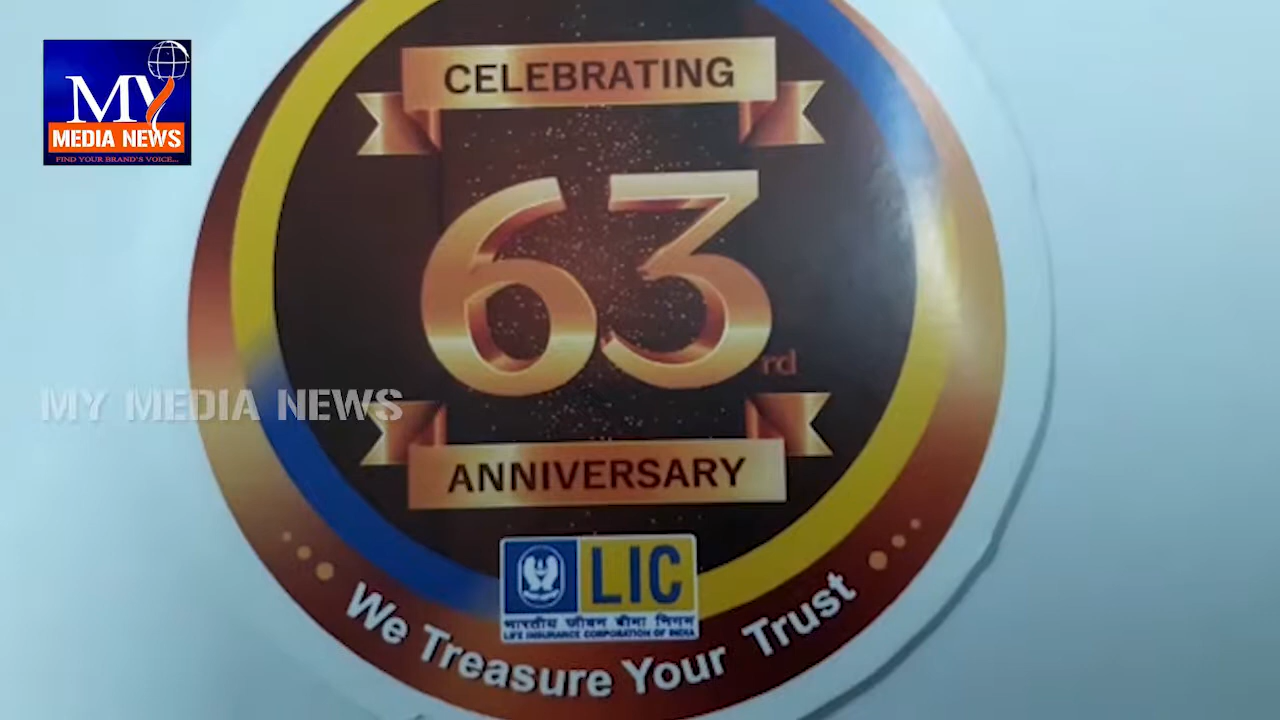 MY
MEDIA NEWS
FIND YOUR BRAND'S VOICE...
CELEBRATING
63rd
MY MEDIA NEWS
ANNIVERSARY
LIC
भारतीय जीवन बीमा निगम
LIFE INSURANCE CORPORATION OF INDIA
We Treasure Your Trust